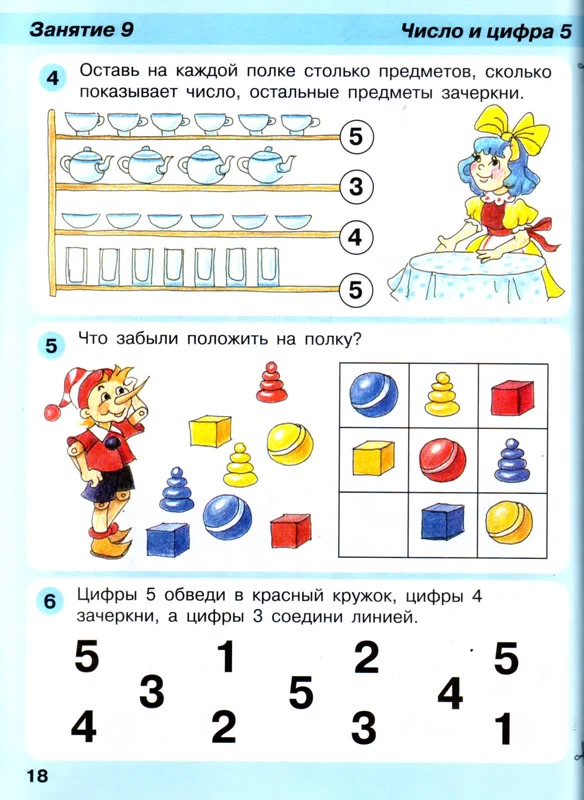 Занятие 9
Число и цифра 5
4
Оставь на каждой полке столько предметов, сколько
показывает число, остальные предметы зачеркни.
5
3
4
5
5
Что забыли положить на полку?
6
Цифры 5 обведи в красный кружок, цифры 4
зачеркни, а цифры 3 соедини линией.
5 1 2 5
3 5 4
4 2 3 1
18